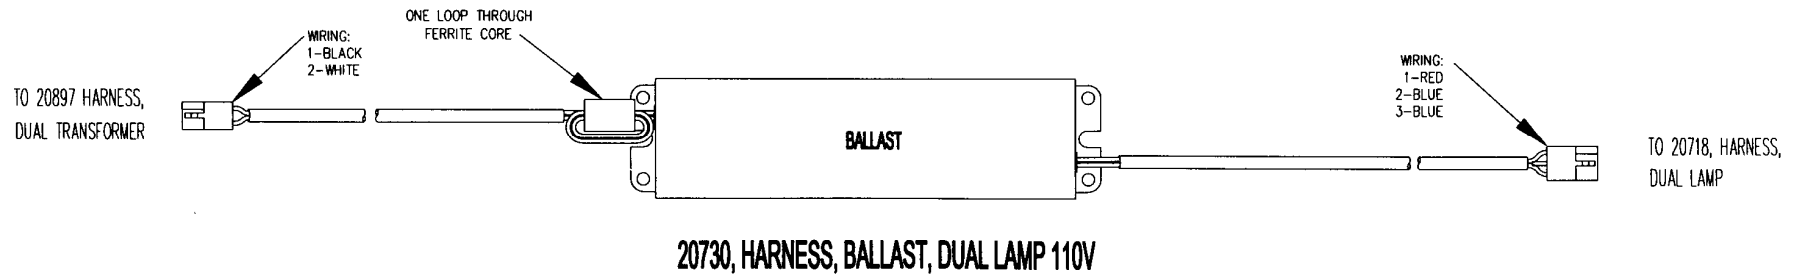 ONE LOOP THROUGH
FERRITE CORE
WIRING:
1-BLACK
2-WHITE
TO 20897 HARNESS,
DUAL TRANSFORMER
BALLAST
WIRING:
1-RED
2-BLUE
3-BLUE
TO 20718, HARNESS,
DUAL LAMP
20730, HARNESS, BALLAST, DUAL LAMP 110V